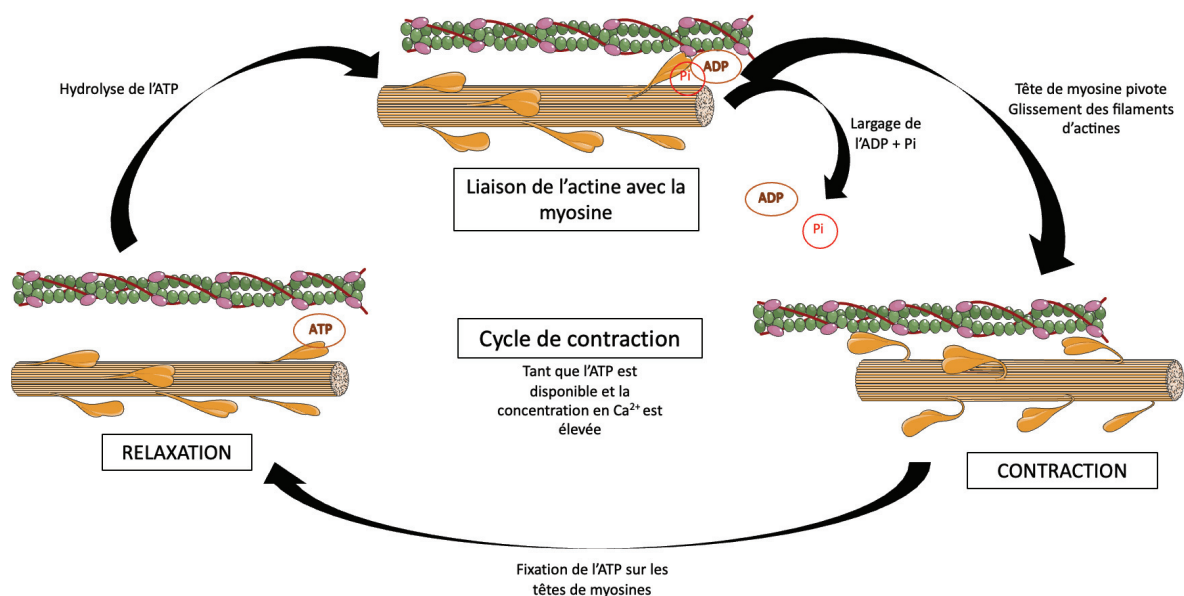 Hydrolyse de l'ATP
ADP
Pi
Tête de myosine pivote
Glissement des filaments
d'actines
Largage de
l'ADP + Pi
Liaison de l'actine avec la
myosine
ADP
Pi
ATP
Cycle de contraction
Tant que l'ATP est
disponible et la
concentration en Ca²⁺ est
élevée
RELAXATION
CONTRACTION
Fixation de l'ATP sur les
têtes de myosines